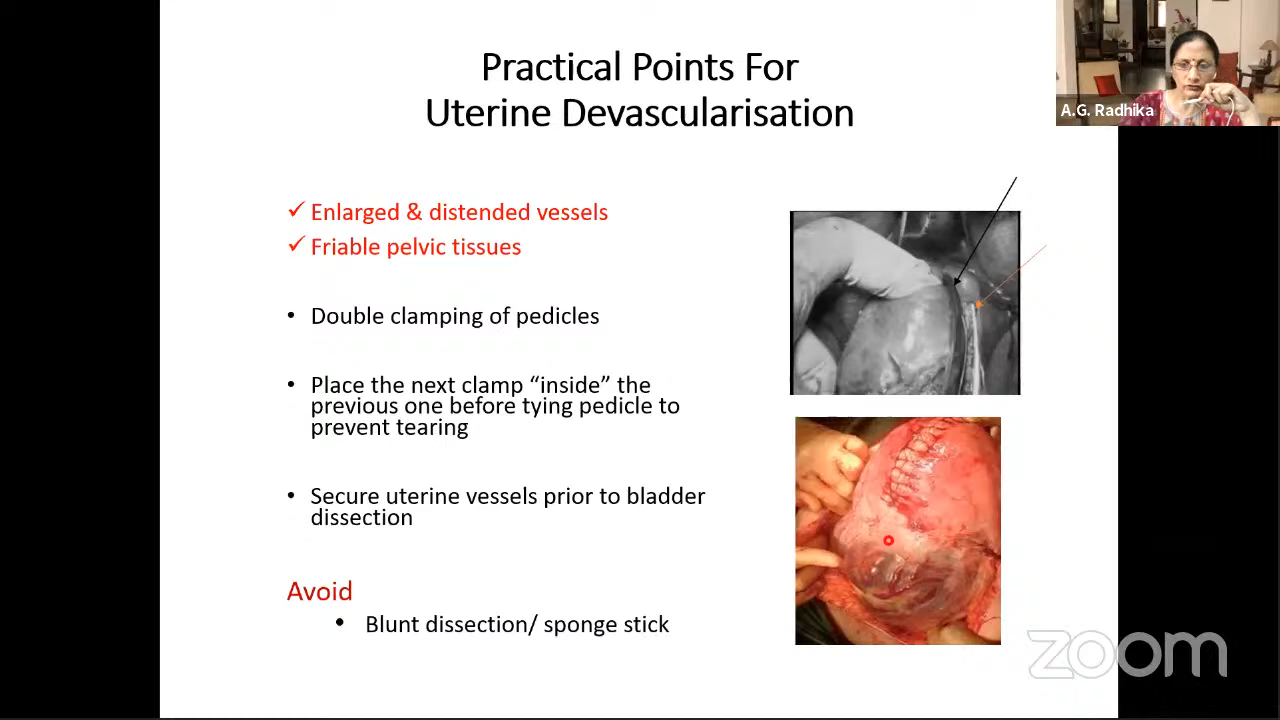 Practical Points For
Uterine Devascularisation
A.G. Radhika
✓ Enlarged & distended vessels
✓ Friable pelvic tissues
• Double clamping of pedicles
• Place the next clamp “inside” the
previous one before tying pedicle to
prevent tearing
• Secure uterine vessels prior to bladder
dissection
Avoid
• Blunt dissection/ sponge stick
zoom